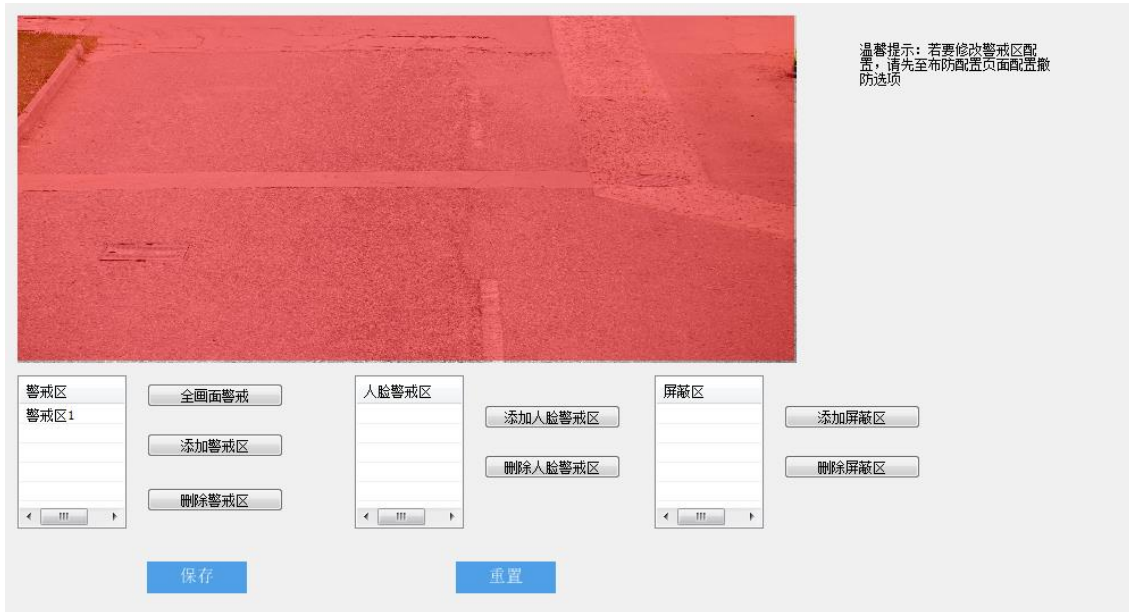 温馨提示：若要修改警戒区配
置，请先至布防配置页面配置撤
防选项
警戒区
警戒区1
全画面警戒
添加警戒区
删除警戒区
人脸警戒区
添加人脸警戒区
删除人脸警戒区
屏蔽区
添加屏蔽区
删除屏蔽区
保存
重置